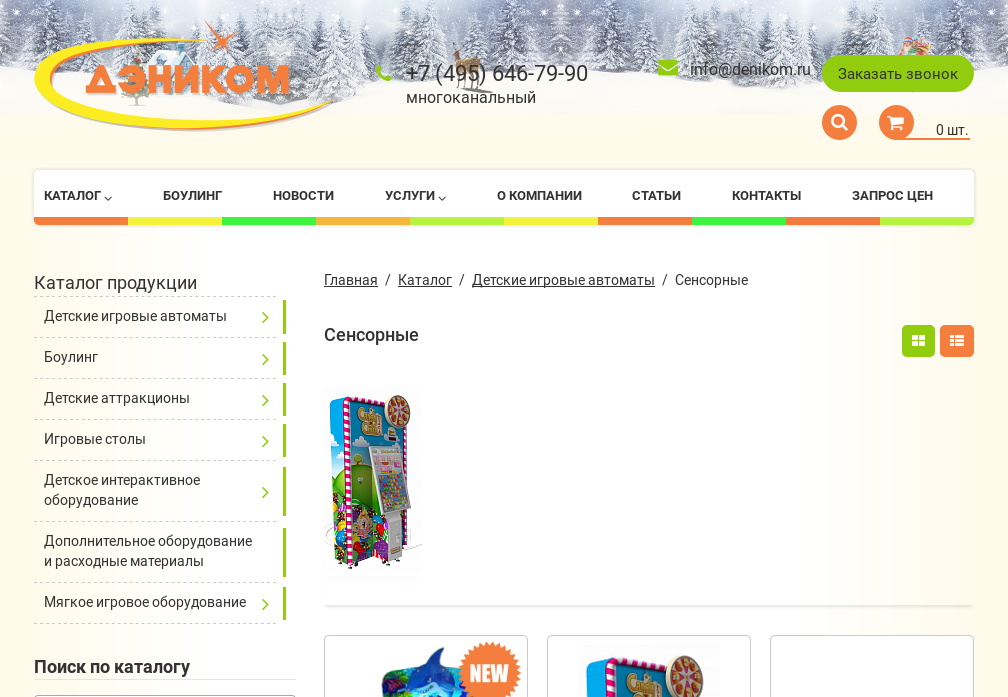 ДЭНИКОМ
+7 (495) 646-79-90
многоканальный
info@denikom.ru
Заказать звонок
0 шт.
КАТАЛОГ
БОУЛИНГ
НОВОСТИ
УСЛУГИ
О КОМПАНИИ
СТАТЬИ
КОНТАКТЫ
ЗАПРОС ЦЕН
Каталог продукции
Детские игровые автоматы
Боулинг
Детские аттракционы
Игровые столы
Детское интерактивное
оборудование
Дополнительное оборудование
и расходные материалы
Мягкое игровое оборудование
Поиск по каталогу
Главная / Каталог / Детские игровые автоматы / Сенсорные
Сенсорные
NEW